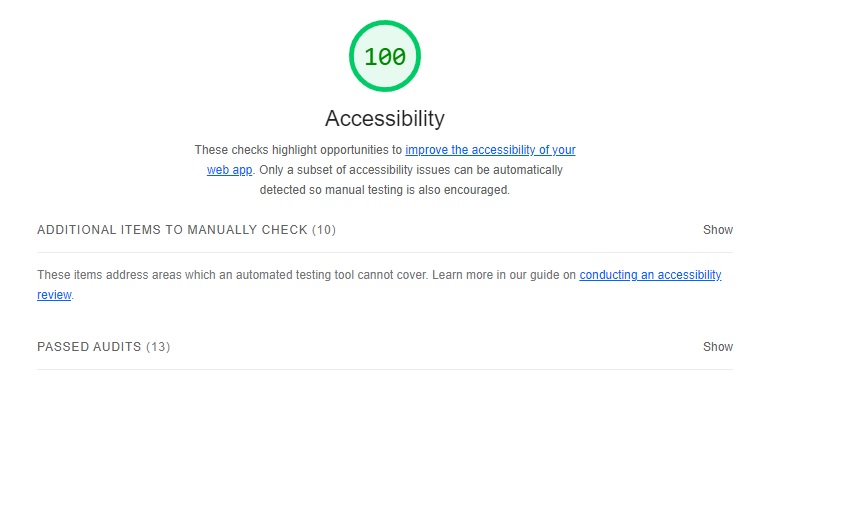 100
Accessibility
These checks highlight opportunities to improve the accessibility of your
web app. Only a subset of accessibility issues can be automatically
detected so manual testing is also encouraged.
ADDITIONAL ITEMS TO MANUALLY CHECK (10) Show
These items address areas which an automated testing tool cannot cover. Learn more in our guide on conducting an accessibility
review.
PASSED AUDITS (13) Show